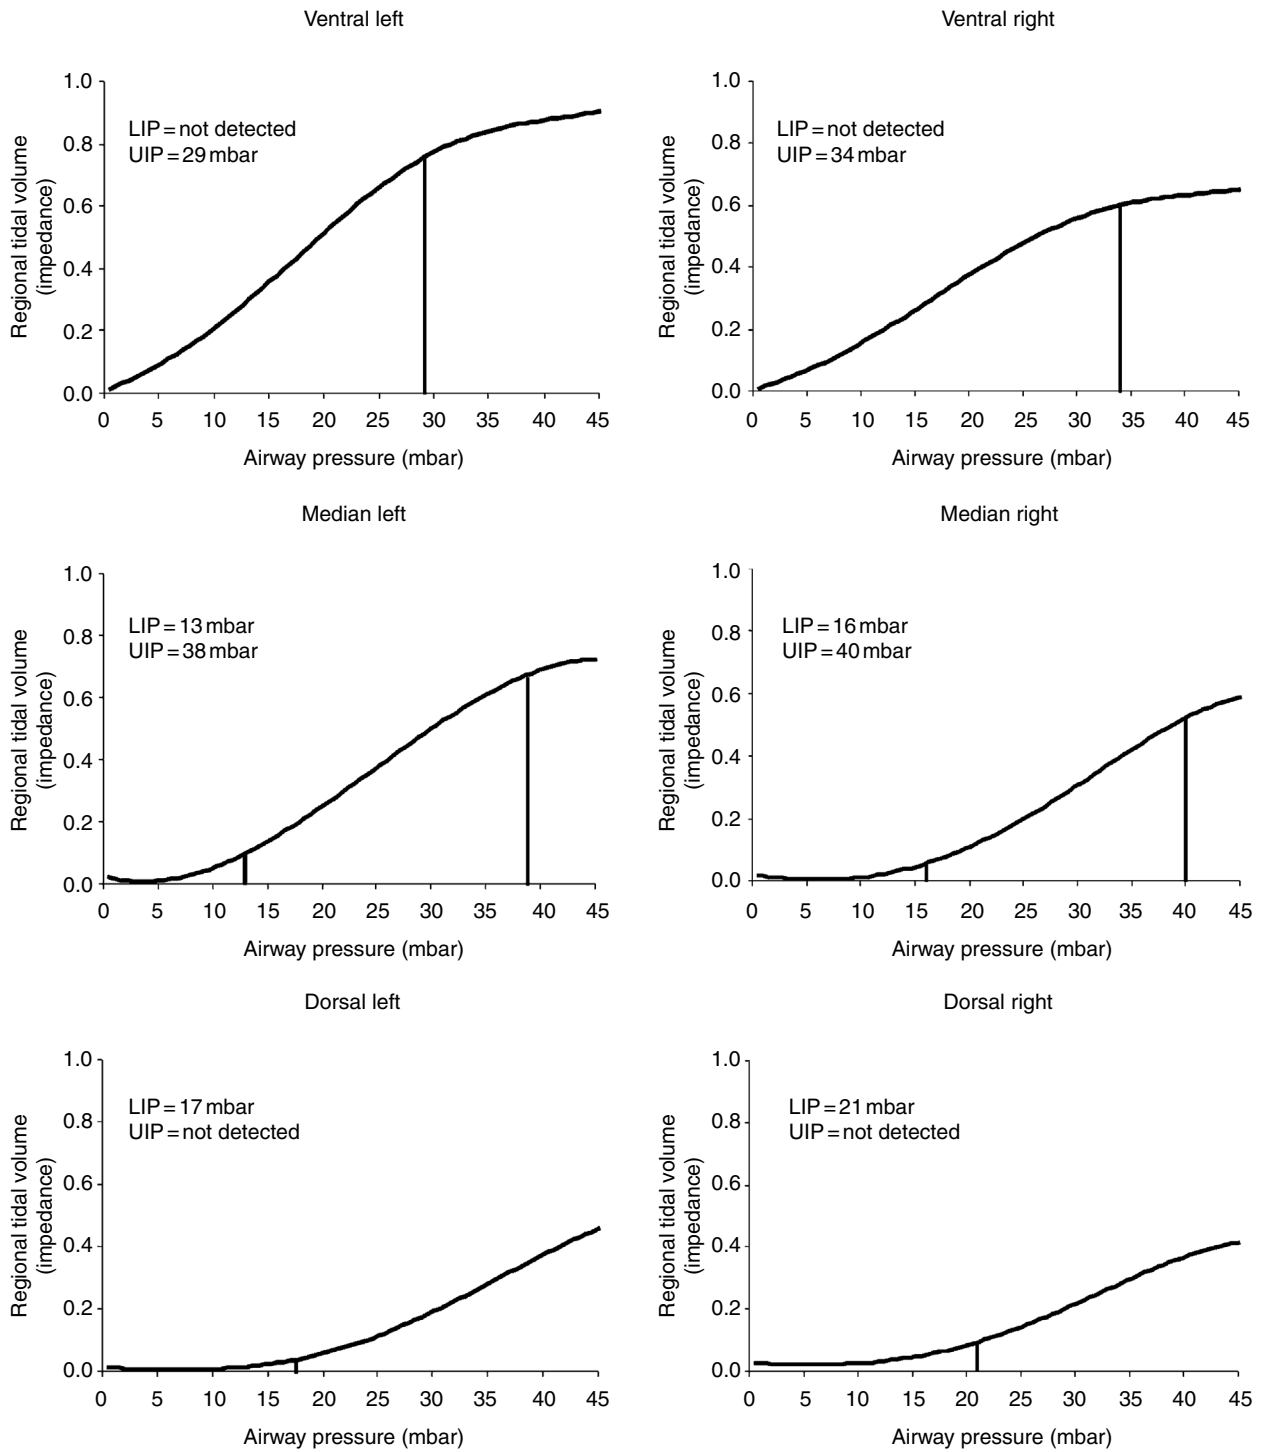 Ventral left
1.0
0.8
0.6
0.4
0.2
0.0
Regional tidal volume
(impedance)
LIP = not detected
UIP = 29 mbar
0 5 10 15 20 25 30 35 40 45
Airway pressure (mbar)
Ventral right
1.0
0.8
0.6
0.4
0.2
0.0
Regional tidal volume
(impedance)
LIP = not detected
UIP = 34 mbar
0 5 10 15 20 25 30 35 40 45
Airway pressure (mbar)
Median left
1.0
0.8
0.6
0.4
0.2
0.0
Regional tidal volume
(impedance)
LIP = 13 mbar
UIP = 38 mbar
0 5 10 15 20 25 30 35 40 45
Airway pressure (mbar)
Median right
1.0
0.8
0.6
0.4
0.2
0.0
Regional tidal volume
(impedance)
LIP = 16 mbar
UIP = 40 mbar
0 5 10 15 20 25 30 35 40 45
Airway pressure (mbar)
Dorsal left
1.0
0.8
0.6
0.4
0.2
0.0
Regional tidal volume
(impedance)
LIP = 17 mbar
UIP = not detected
0 5 10 15 20 25 30 35 40 45
Airway pressure (mbar)
Dorsal right
1.0
0.8
0.6
0.4
0.2
0.0
Regional tidal volume
(impedance)
LIP = 21 mbar
UIP = not detected
0 5 10 15 20 25 30 35 40 45
Airway pressure (mbar)